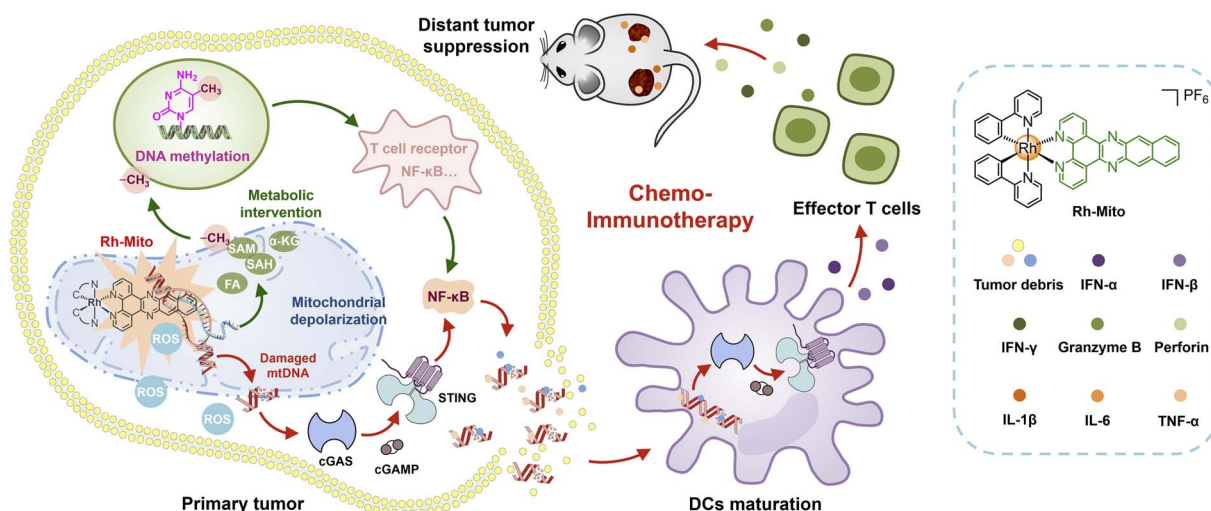 Distant tumor
suppression
NH₂
CH₃
N
O
N
DNA methylation
T cell receptor
NF-κB...
–CH₃
Metabolic
intervention
Rh-Mito
–CH₃
SAM
α-KG
SAH
FA
C N
Rh
C N
N
N
N
N
ROS
Mitochondrial
depolarization
NF-κB
Damaged
mtDNA
ROS
ROS
STING
cGAS
cGAMP
Primary tumor
Chemo-
Immunotherapy
Effector T cells
DCs maturation
PF₆
N
N
N
Rh
N
N
N
Rh-Mito
Tumor debris
IFN-α
IFN-β
IFN-γ
Granzyme B
Perforin
IL-1β
IL-6
TNF-α